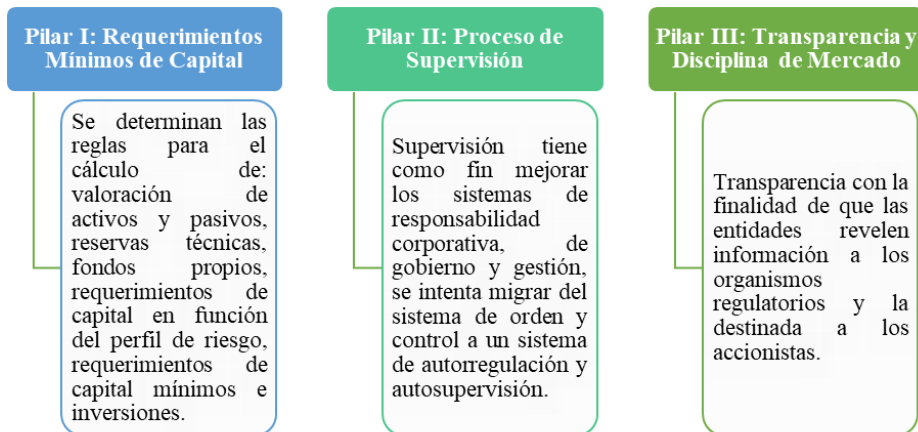 Pilar I: Requerimientos
Mínimos de Capital
Se determinan las
reglas para el
cálculo de:
valoración de
activos y pasivos,
reservas técnicas,
fondos propios,
requerimientos de
capital en función
del perfil de riesgo,
requerimientos de
capital mínimos e
inversiones.
Pilar II: Proceso de
Supervisión
Supervisión tiene
como fin mejorar
los sistemas de
responsabilidad
corporativa, de
gobierno y gestión,
se intenta migrar del
sistema de orden y
control a un sistema
de autorregulación y
autosupervisión.
Pilar III: Transparencia y
Disciplina de Mercado
Transparencia con la
finalidad de que las
entidades revelen
información a los
organismos
regulatorios y la
destinada a los
accionistas.